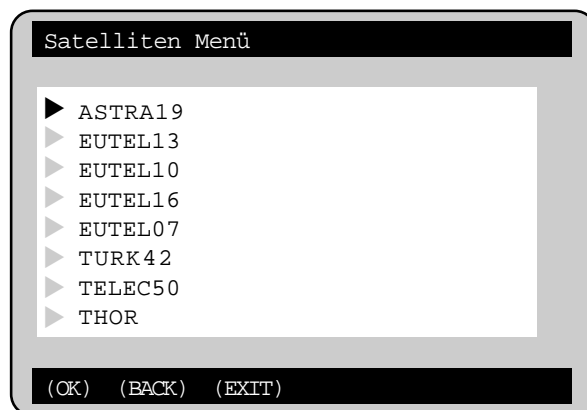 Satelliten Menü
ASTRA19
EUTEL13
EUTEL10
EUTEL16
EUTEL07
TURK42
TELEC50
THOR
(OK) (BACK) (EXIT)